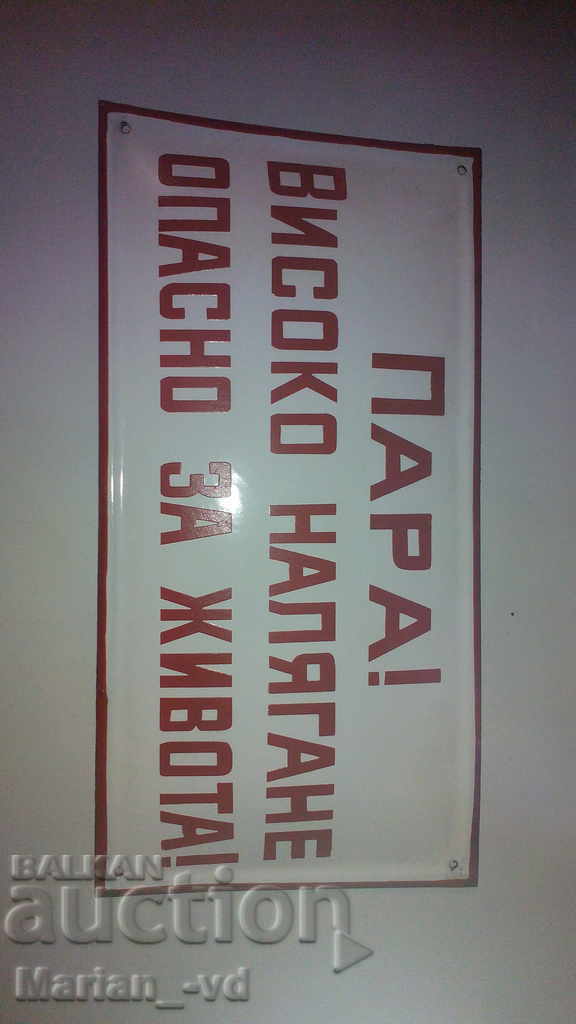 ПАРА!
ВИСОКО НАЛЯГАНЕ
ОПАСНО ЗА ЖИВОТА!
BALKAN
auction
Marian_-vd